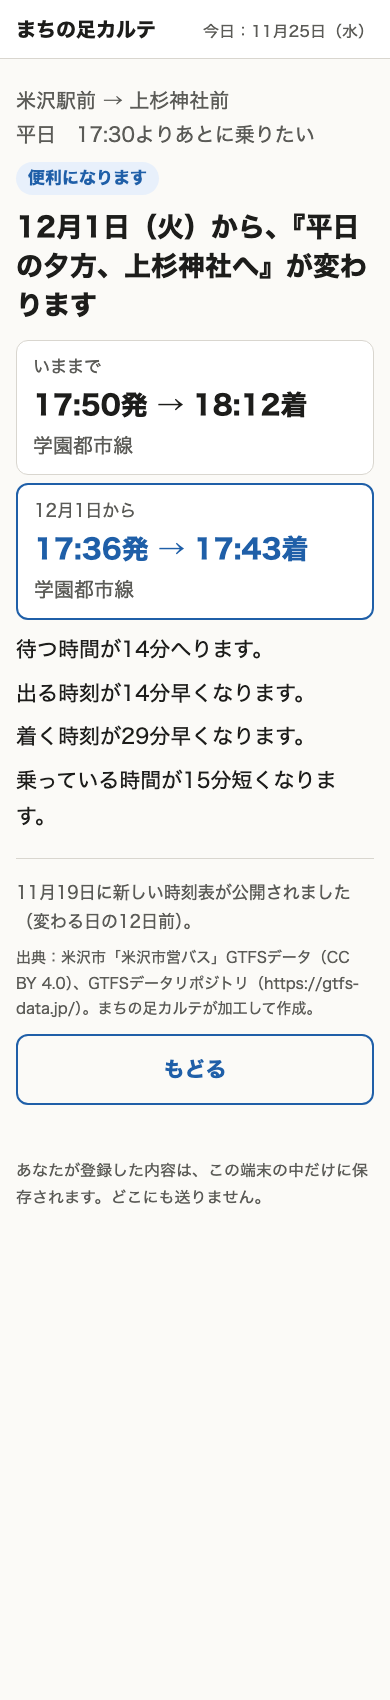 まちの足カルテ
今日：11月25日（水）
米沢駅前 → 上杉神社前
平日　17:30よりあとに乗りたい
便利になります
12月1日（火）から、『平日
の夕方、上杉神社へ』が変わ
ります
いままで
17:50発 → 18:12着
学園都市線
12月1日から
17:36発 → 17:43着
学園都市線
待つ時間が14分へります。
出る時刻が14分早くなります。
着く時刻が29分早くなります。
乗っている時間が15分短くなりま
す。
11月19日に新しい時刻表が公開されました
（変わる日の12日前）。
出典：米沢市「米沢市営バス」GTFSデータ（CC
BY 4.0）、GTFSデータリポジトリ（https://gtfs-
data.jp/）。まちの足カルテが加工して作成。
もどる
あなたが登録した内容は、この端末の中だけに保
存されます。どこにも送りません。